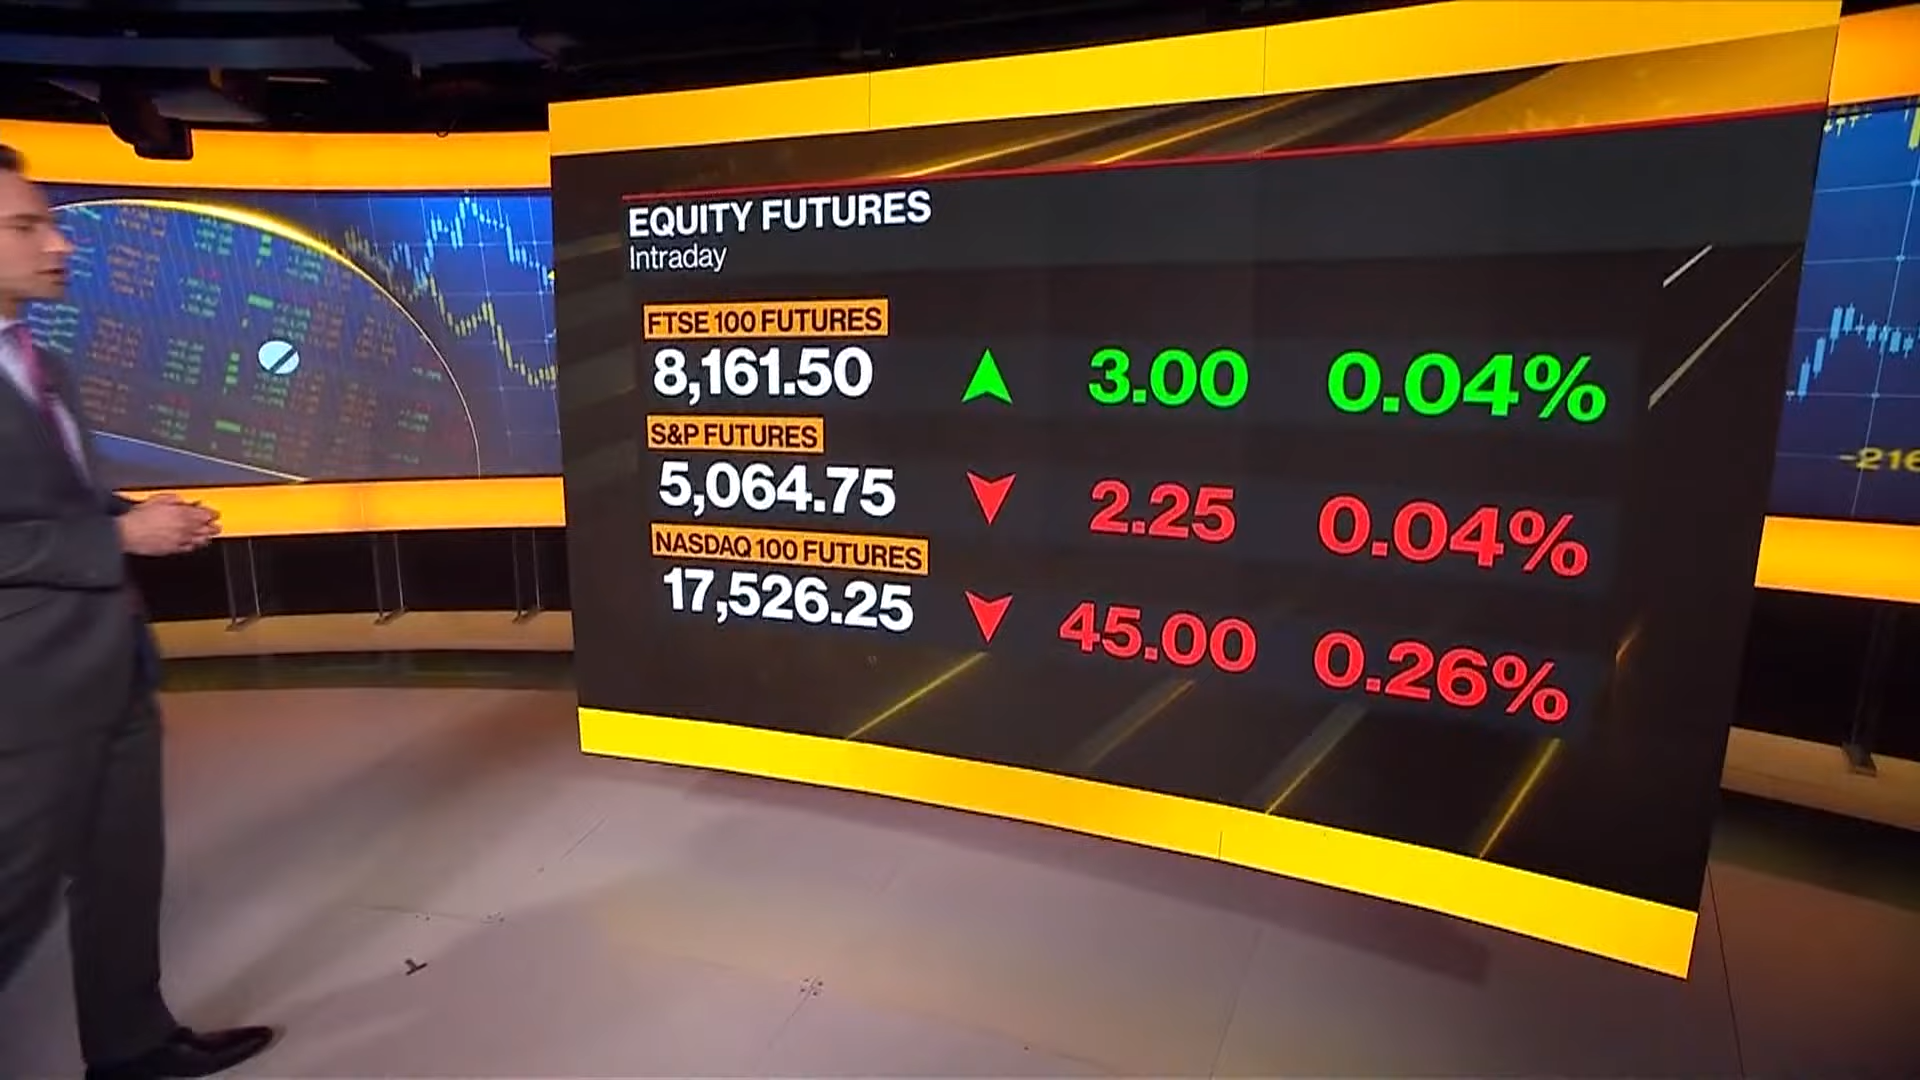 EQUITY FUTURES
Intraday
FTSE 100 FUTURES
8,161.50 ▲ 3.00 0.04%
S&P FUTURES
5,064.75 ▼ 2.25 0.04%
NASDAQ 100 FUTURES
17,526.25 ▼ 45.00 0.26%